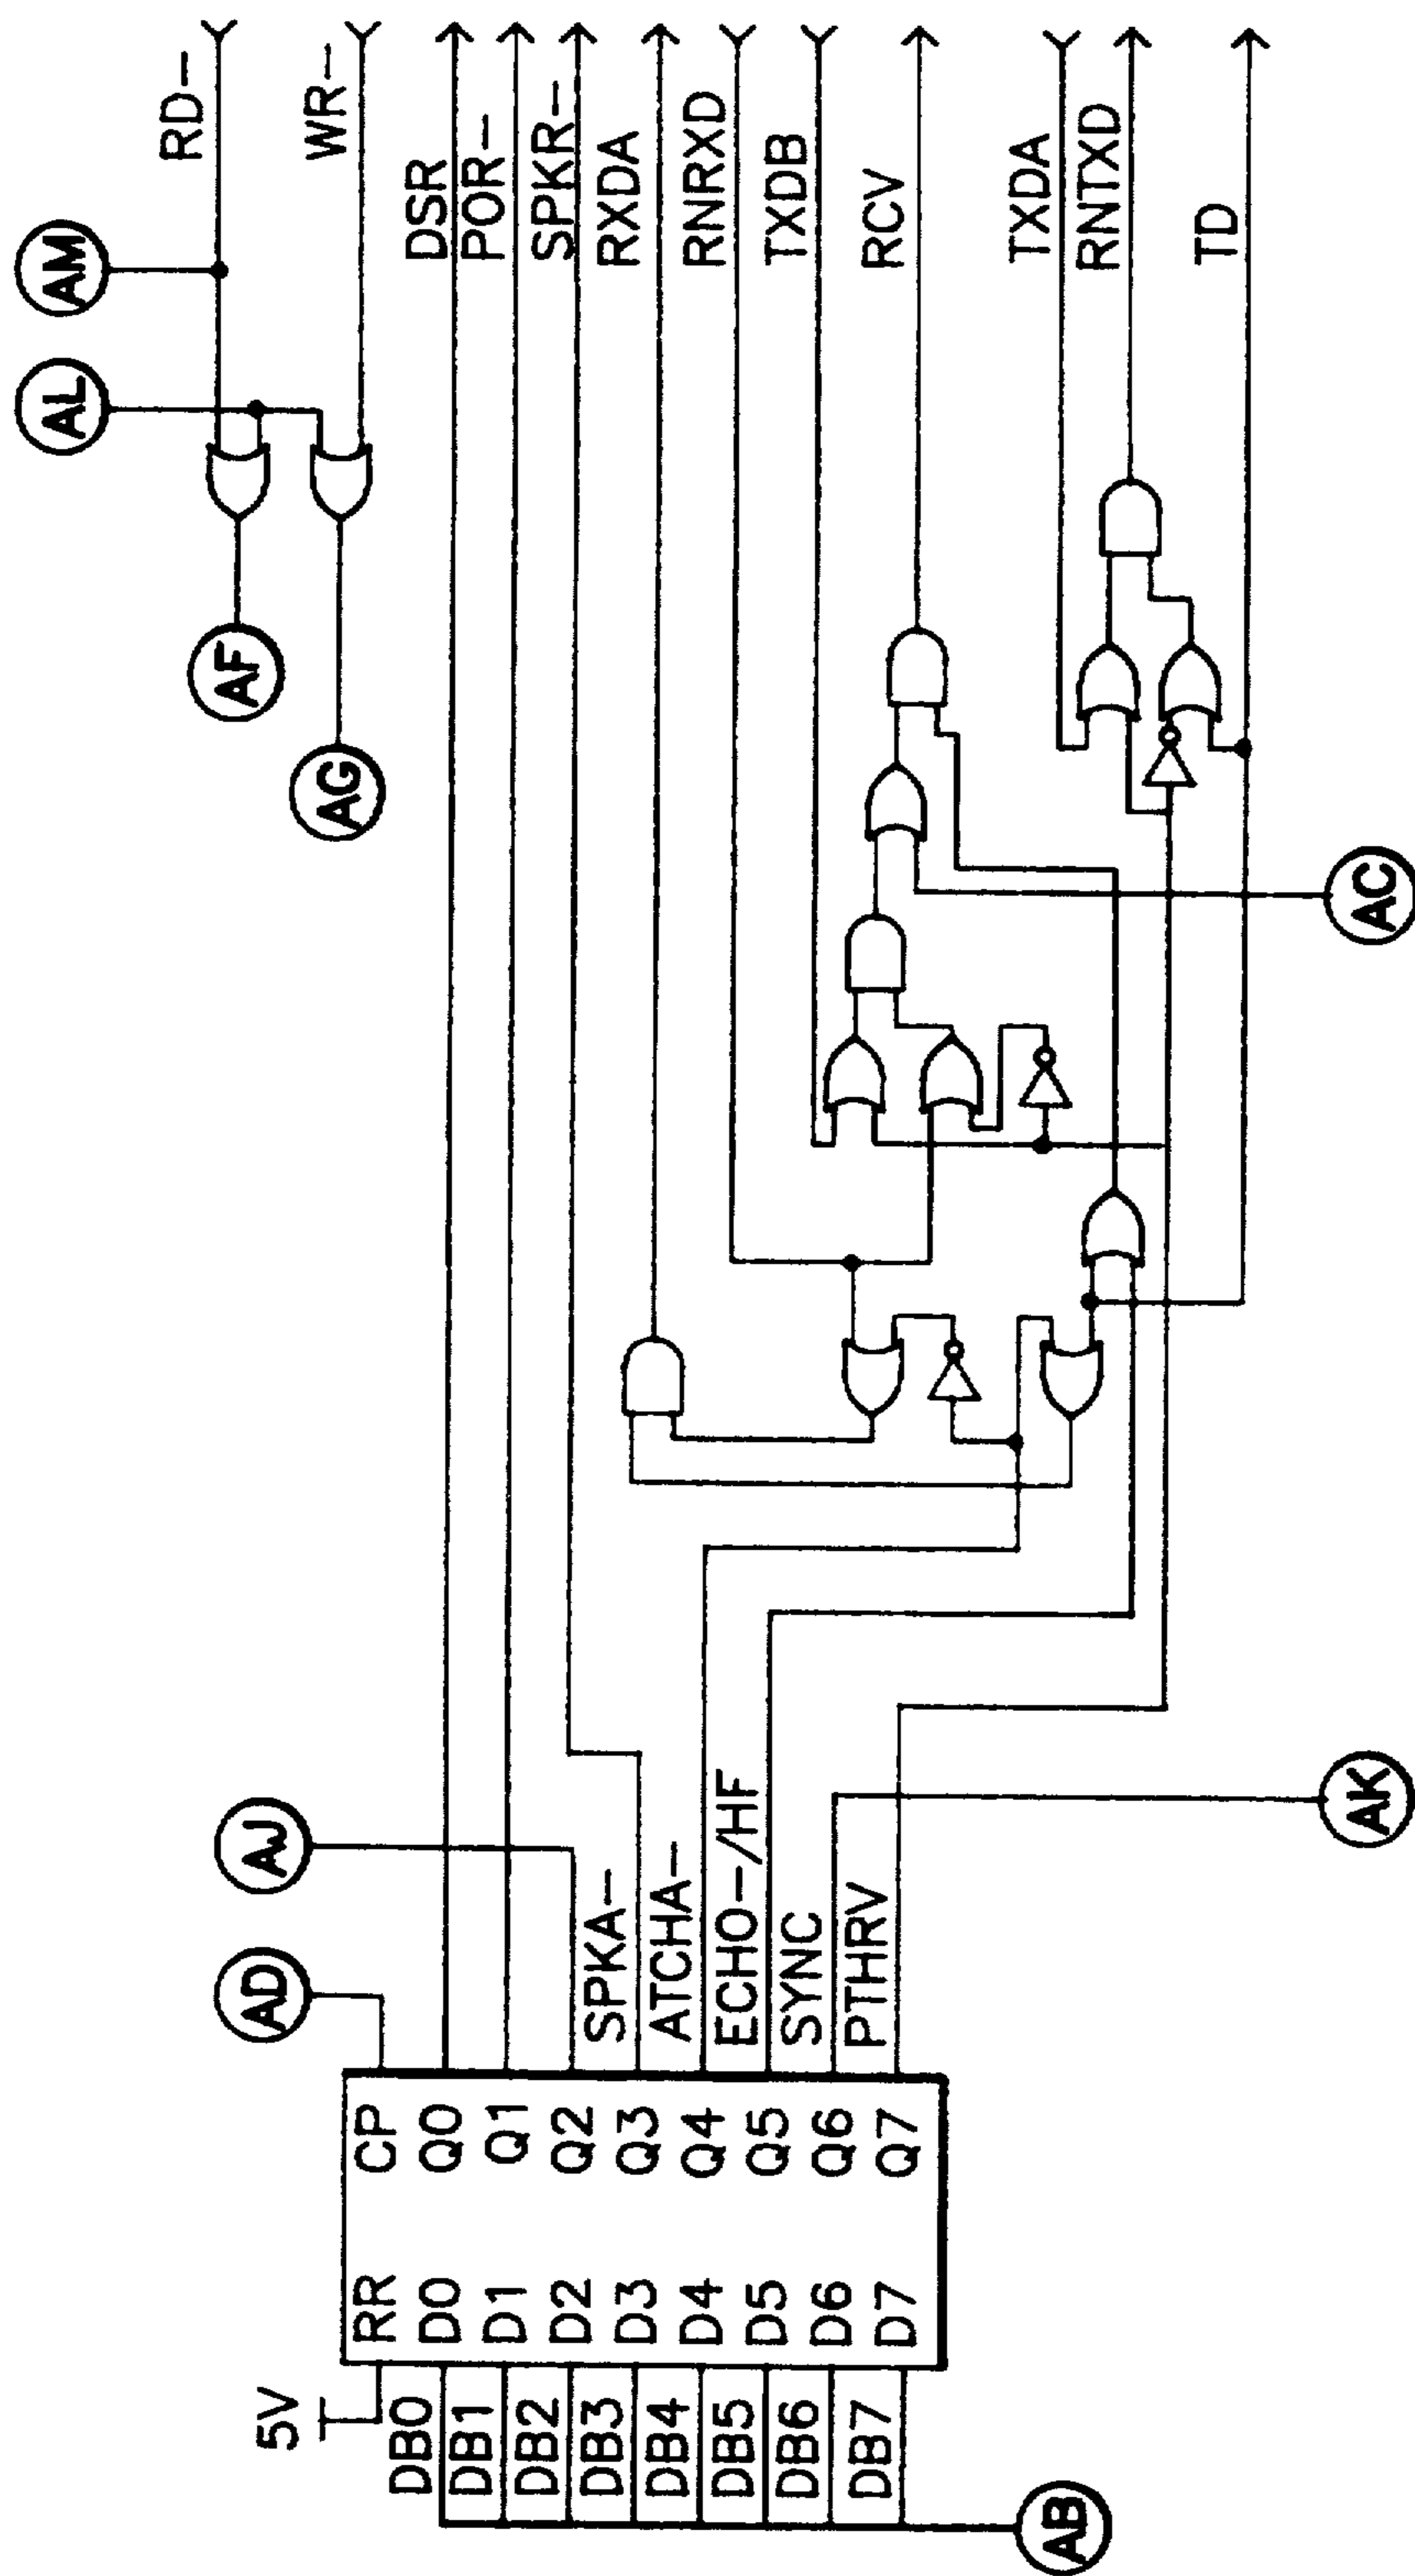 AM
AL
RD-
WR-
AF
AG
DSR
POR-
SPKR-
RXDA
RNRXD
TXDB
RCV
TXDA
RNTXD
TD
AC
AJ
AD
SPKA-
ATCHA-
ECHO-/HF
SYNC
PTHRV
AK
5V
RR CP
DB0 D0 Q0
DB1 D1 Q1
DB2 D2 Q2
DB3 D3 Q3
DB4 D4 Q4
DB5 D5 Q5
DB6 D6 Q6
DB7 D7 Q7
AB